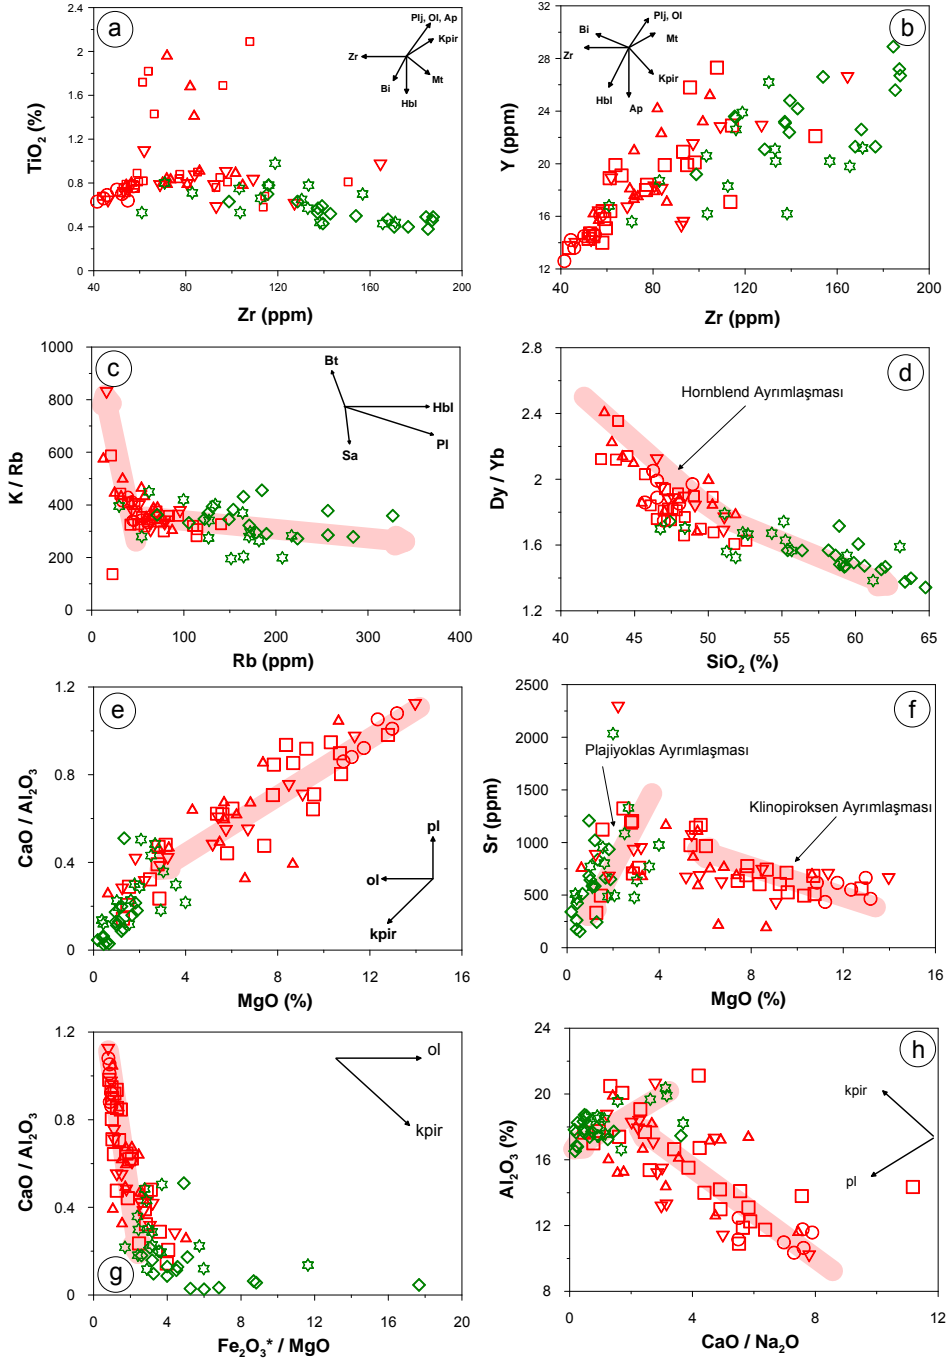 a
TiO2 (%)
2.4
2
1.6
1.2
0.8
0.4
0
40
80
120
160
200
Zr (ppm)
Plj, Ol, Ap
Kpir
Zr
Mt
Bi
Hbl
b
Y (ppm)
32
28
24
20
16
12
40
80
120
160
200
Zr (ppm)
Plj, Ol
Bi
Mt
Zr
Kpir
Hbl
Ap
c
K / Rb
1000
800
600
400
200
0
0
100
200
300
400
Rb (ppm)
Bt
Hbl
Pl
Sa
d
Dy / Yb
2.8
2.4
2
1.6
1.2
40
45
50
55
60
65
SiO2 (%)
Hornblend Ayrımlaşması
e
CaO / Al2O3
1.2
0.8
0.4
0
0
4
8
12
16
MgO (%)
pl
ol
kpir
f
Sr (ppm)
2500
2000
1500
1000
500
0
0
4
8
12
16
MgO (%)
Plajiyoklas Ayrımlaşması
Klinopiroksen Ayrımlaşması
g
CaO / Al2O3
1.2
0.8
0.4
0
0
4
8
12
16
20
Fe2O3* / MgO
ol
kpir
h
Al2O3 (%)
24
20
16
12
8
0
4
8
12
CaO / Na2O
kpir
pl